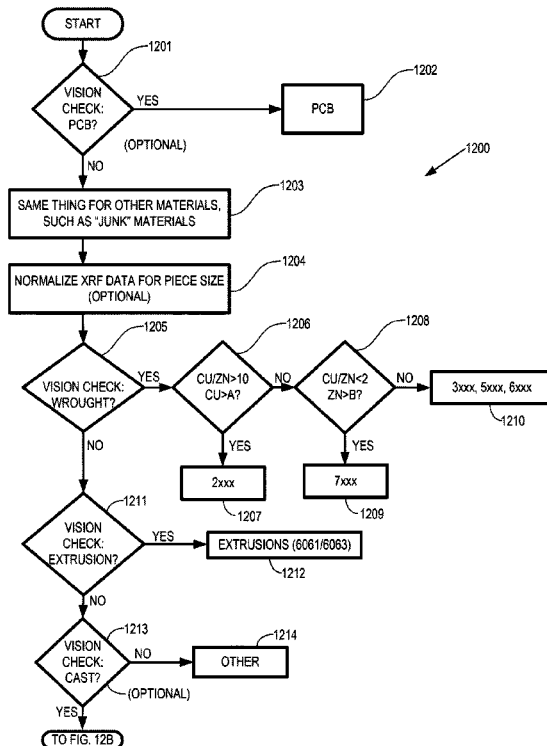 START
1201
VISION
CHECK:
PCB?
YES
(OPTIONAL)
NO
PCB
1202
1200
1203
SAME THING FOR OTHER MATERIALS,
SUCH AS "JUNK" MATERIALS
1204
NORMALIZE XRF DATA FOR PIECE SIZE
(OPTIONAL)
1205
VISION CHECK:
WROUGHT?
YES
NO
1206
CU/ZN>10
CU>A?
NO
YES
2xxx
1207
1208
CU/ZN<2
ZN>B?
NO
YES
7xxx
1209
3xxx, 5xxx, 6xxx
1210
1211
VISION
CHECK:
EXTRUSION?
YES
NO
EXTRUSIONS (6061/6063)
1212
1213
VISION
CHECK:
CAST?
NO
(OPTIONAL)
YES
1214
OTHER
TO FIG. 12B